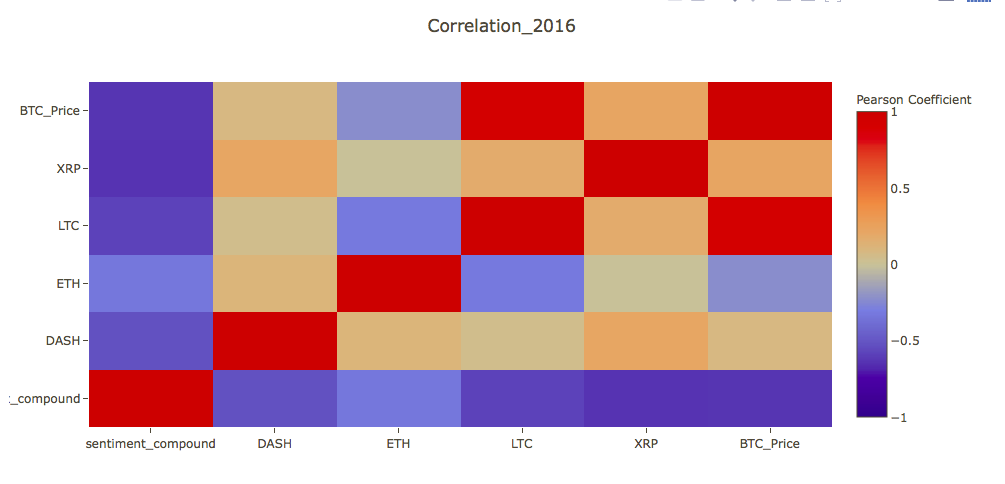 Correlation_2016
BTC_Price
XRP
LTC
ETH
DASH
_compound
sentiment_compound DASH ETH LTC XRP BTC_Price
Pearson Coefficient
1
0.5
0
−0.5
−1